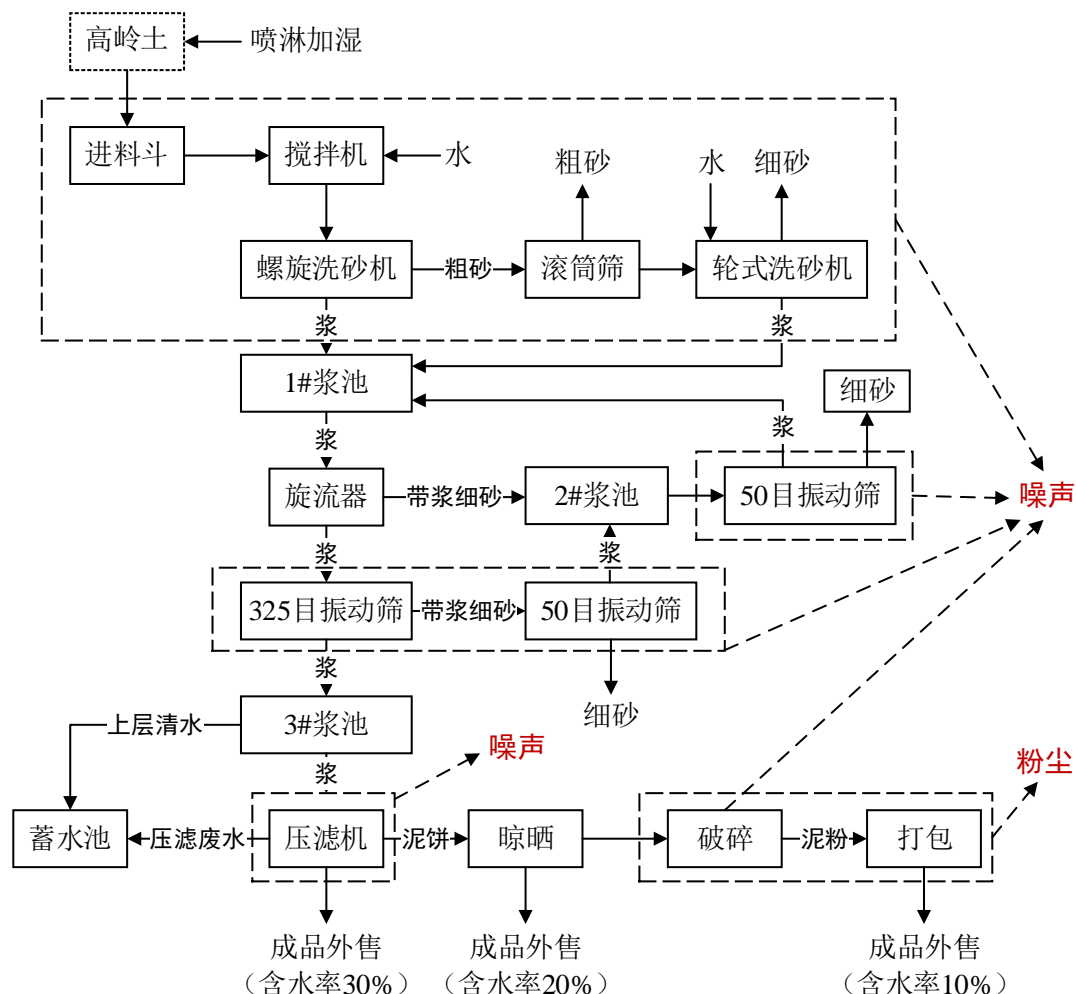 高岭土
喷淋加湿
进料斗
搅拌机
水
粗砂
水
细砂
螺旋洗砂机
粗砂
滚筒筛
轮式洗砂机
浆
浆
1#浆池
细砂
浆
浆
旋流器
带浆细砂
2#浆池
50目振动筛
噪声
浆
浆
325目振动筛
带浆细砂
50目振动筛
浆
细砂
上层清水
3#浆池
噪声
粉尘
浆
蓄水池
压滤废水
压滤机
泥饼
晾晒
破碎
泥粉
打包
成品外售
（含水率30%）
成品外售
（含水率20%）
成品外售
（含水率10%）